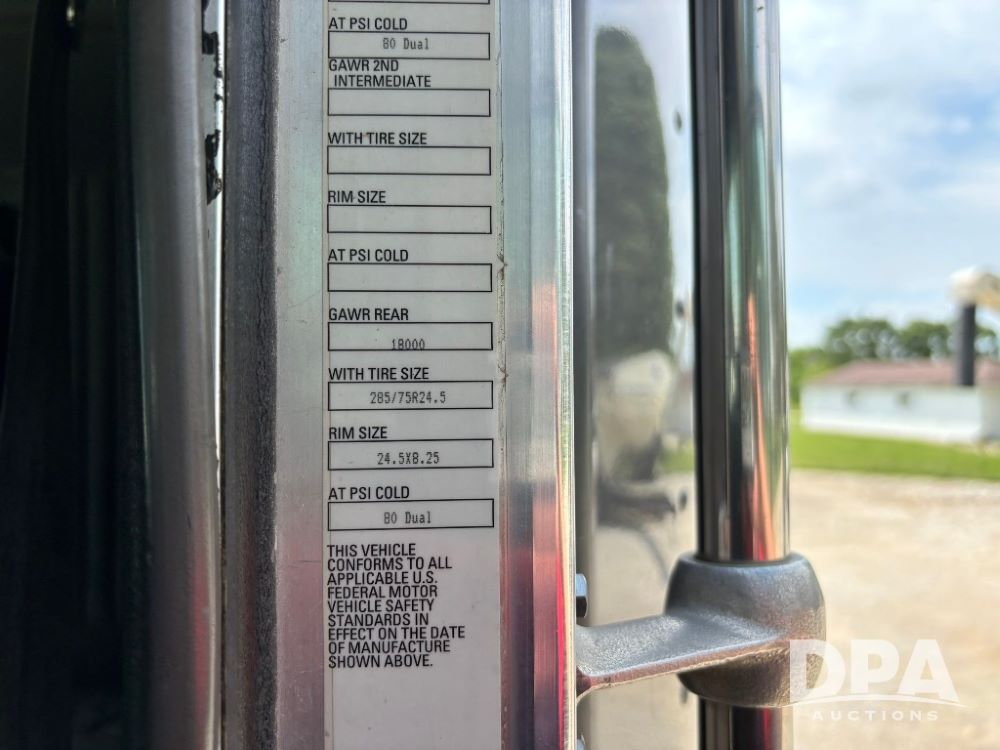 AT PSI COLD
80 Dual
GAWR 2ND
INTERMEDIATE
WITH TIRE SIZE
RIM SIZE
AT PSI COLD
GAWR REAR
18000
WITH TIRE SIZE
285/75R24.5
RIM SIZE
24.5X8.25
AT PSI COLD
80 Dual
THIS VEHICLE
CONFORMS TO ALL
APPLICABLE U.S.
FEDERAL MOTOR
VEHICLE SAFETY
STANDARDS IN
EFFECT ON THE DATE
OF MANUFACTURE
SHOWN ABOVE.
DPA
AUCTIONS